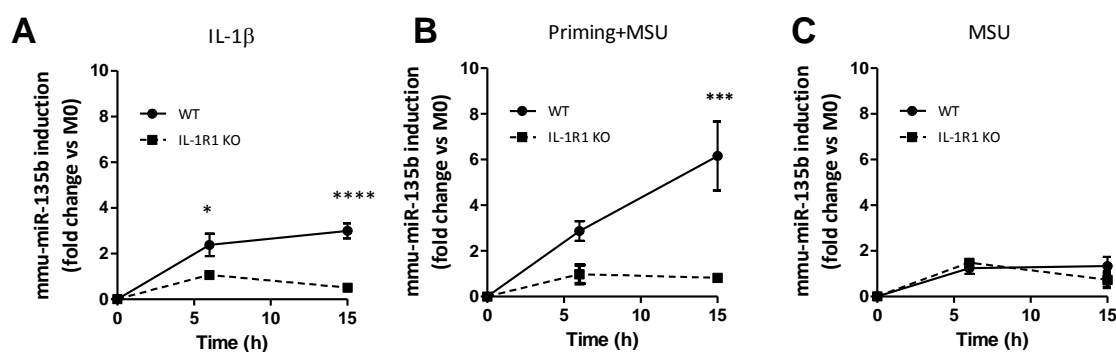 A
IL-1β
mmu-miR-135b induction
(fold change vs M0)
10
8
6
4
2
0
WT
IL-1R1 KO
*
****
0
5
10
15
Time (h)
B
Priming+MSU
mmu-miR-135b induction
(fold change vs M0)
10
8
6
4
2
0
WT
IL-1R1 KO
***
0
5
10
15
Time (h)
C
MSU
mmu-miR-135b induction
(fold change vs M0)
10
8
6
4
2
0
WT
IL-1R1 KO
0
5
10
15
Time (h)